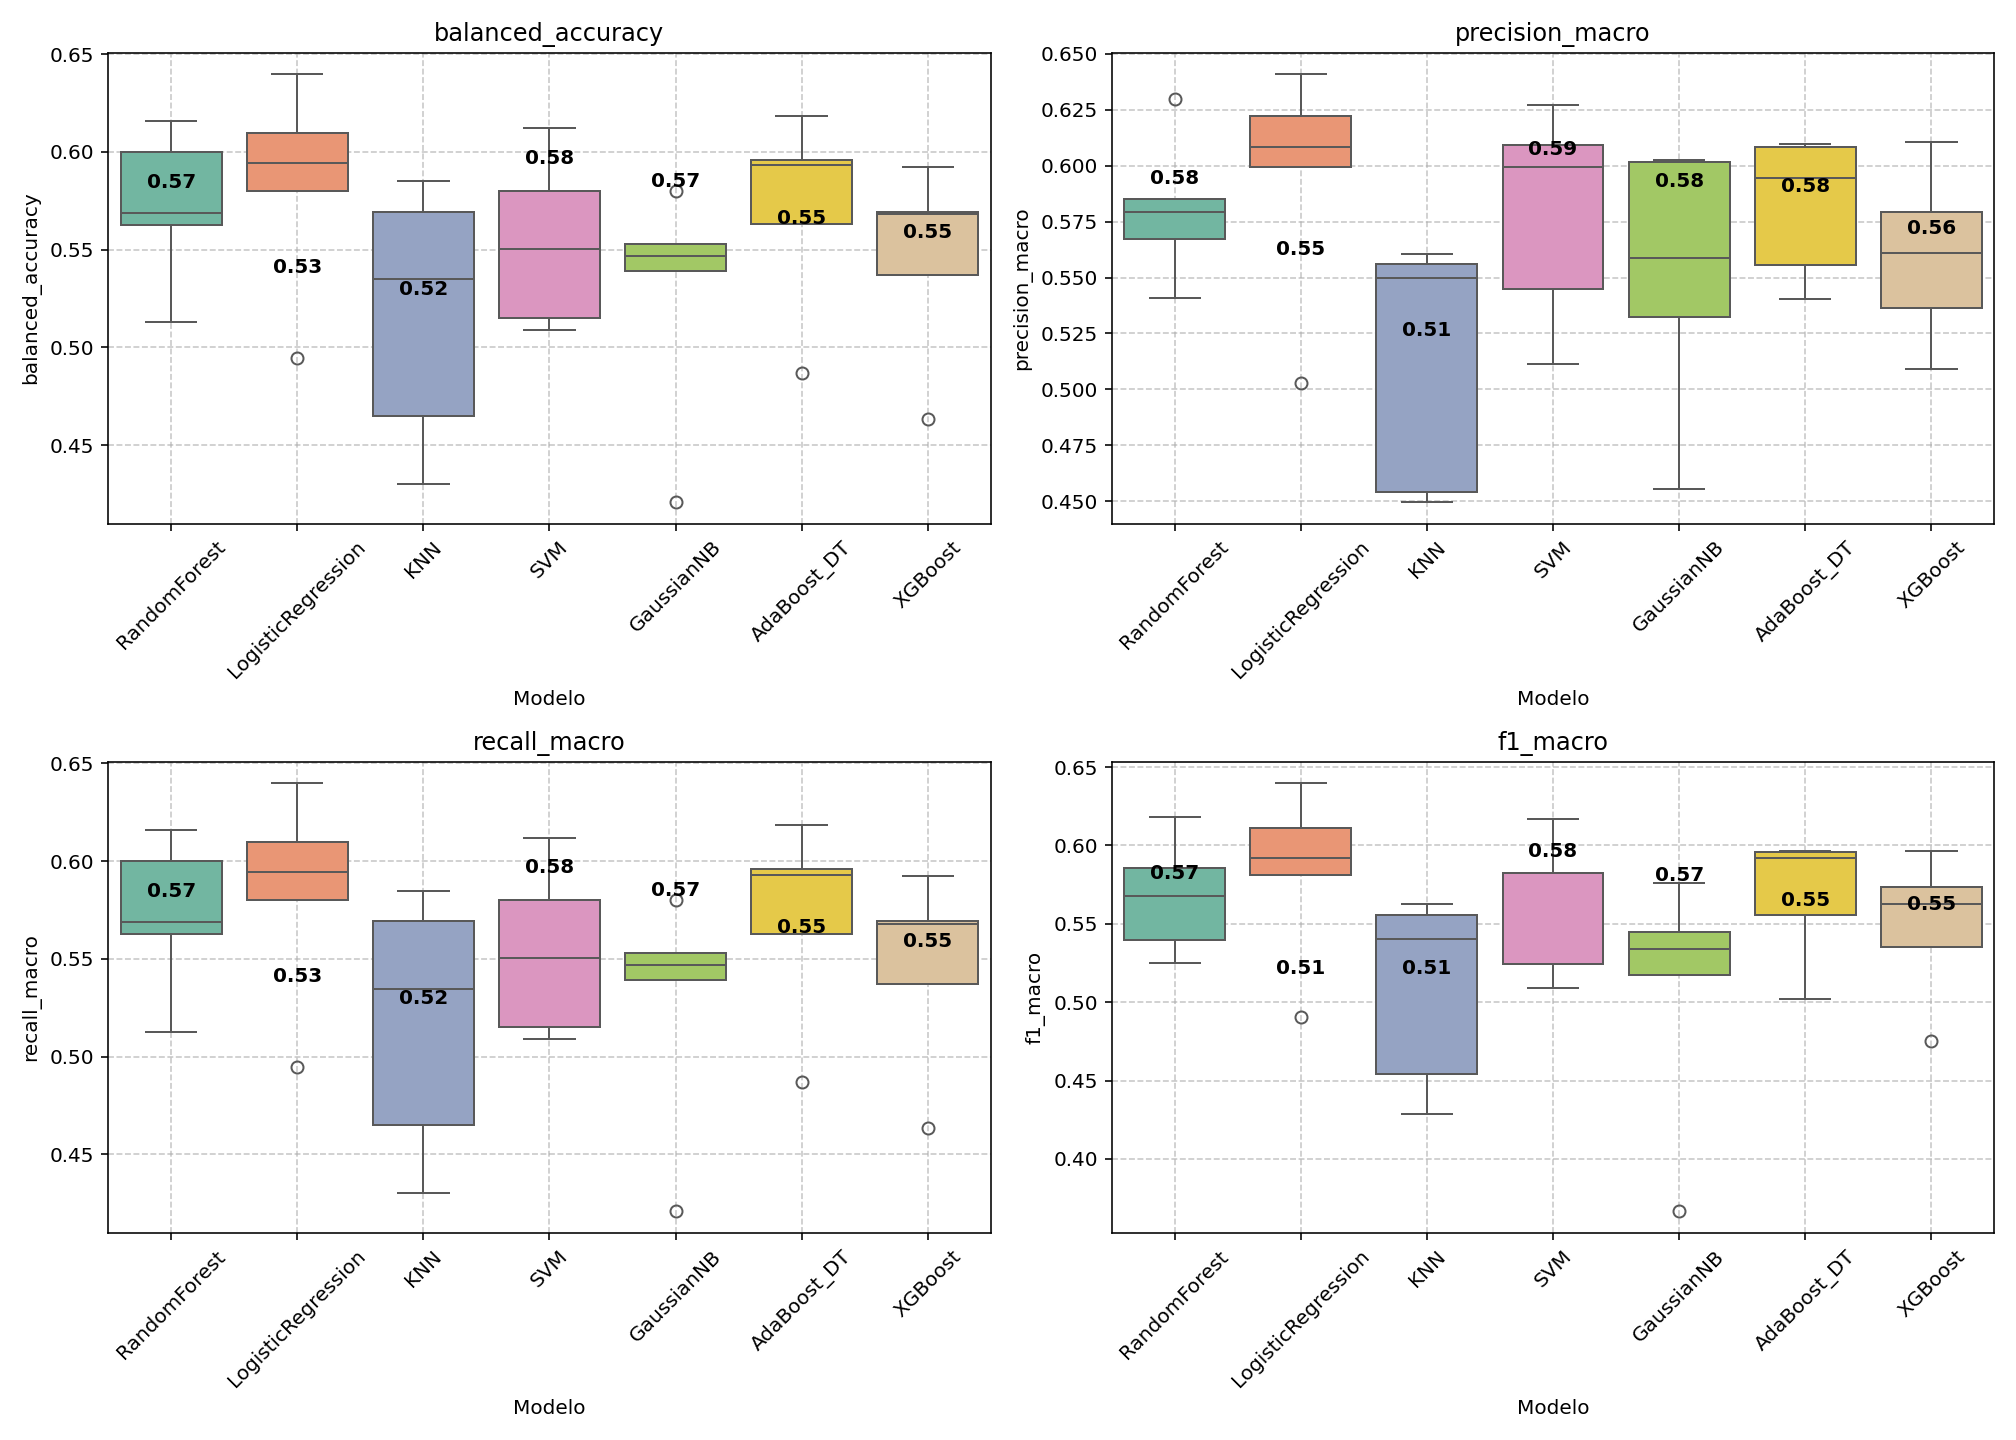 balanced_accuracy
balanced_accuracy
0.65
0.60
0.55
0.50
0.45
0.57
0.53
0.52
0.58
0.57
0.55
0.55
RandomForest
LogisticRegression
KNN
SVM
GaussianNB
AdaBoost_DT
XGBoost
Modelo
precision_macro
precision_macro
0.650
0.625
0.600
0.575
0.550
0.525
0.500
0.475
0.450
0.58
0.55
0.51
0.59
0.58
0.58
0.56
RandomForest
LogisticRegression
KNN
SVM
GaussianNB
AdaBoost_DT
XGBoost
Modelo
recall_macro
recall_macro
0.65
0.60
0.55
0.50
0.45
0.57
0.53
0.52
0.58
0.57
0.55
0.55
RandomForest
LogisticRegression
KNN
SVM
GaussianNB
AdaBoost_DT
XGBoost
Modelo
f1_macro
f1_macro
0.65
0.60
0.55
0.50
0.45
0.40
0.57
0.51
0.51
0.58
0.57
0.55
0.55
RandomForest
LogisticRegression
KNN
SVM
GaussianNB
AdaBoost_DT
XGBoost
Modelo